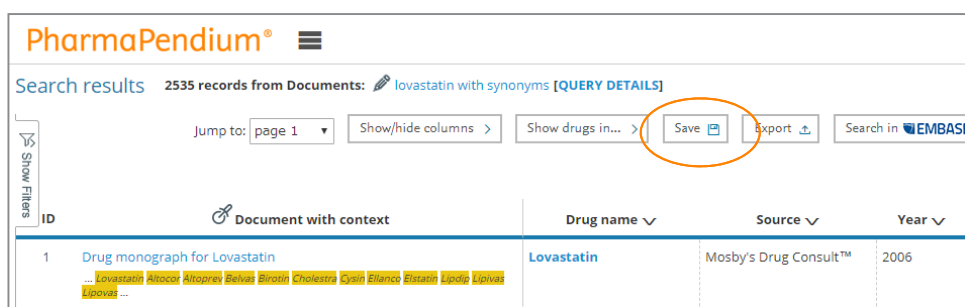 PharmaPendium®
Search results 2535 records from Documents: lovastatin with synonyms [QUERY DETAILS]
Jump to: page 1 Show/hide columns > Show drugs in... > Save Export Search in EMBASE
Show Filters
ID Document with context Drug name Source Year
1 Drug monograph for Lovastatin Lovastatin Mosby's Drug Consult™ 2006
... Lovastatin Altocor Altoprev Belvas Birotin Cholestra Cysin Ellanco Elstatin Lipdip Lipivas
Lipovas ...